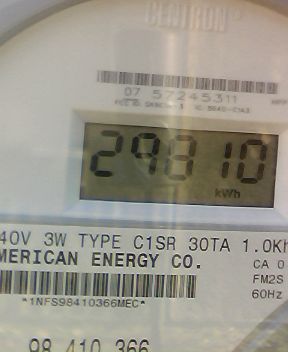 CENTRON®
07 57245311
29810
kWh
40V 3W TYPE C1SR 30TA 1.0Kh
MERICAN ENERGY CO.
CA 0
FM2S
60Hz
*1NFS98410366MEC*
98 410 366